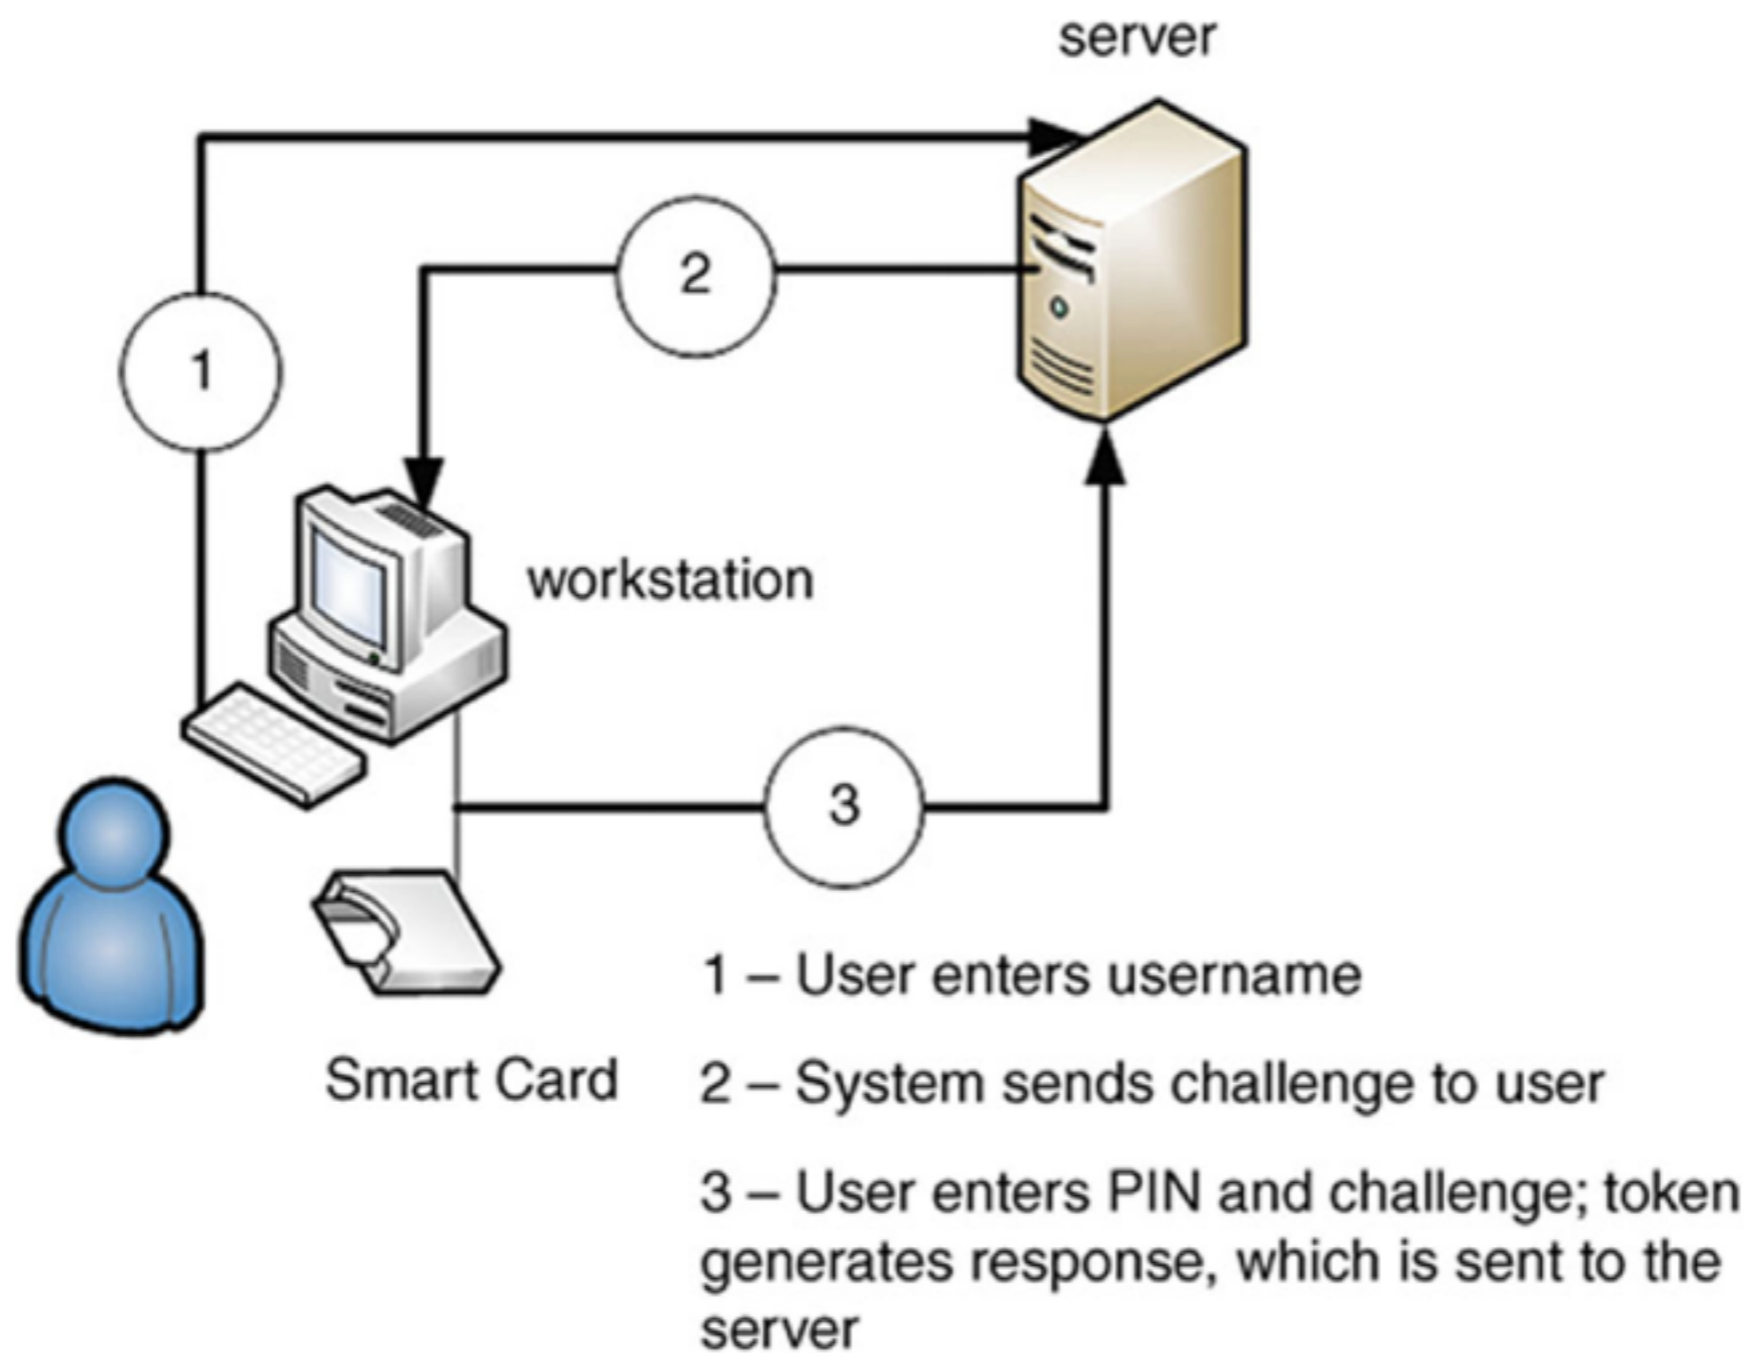 server
1
2
workstation
3
Smart Card
1 – User enters username
2 – System sends challenge to user
3 – User enters PIN and challenge; token
generates response, which is sent to the
server